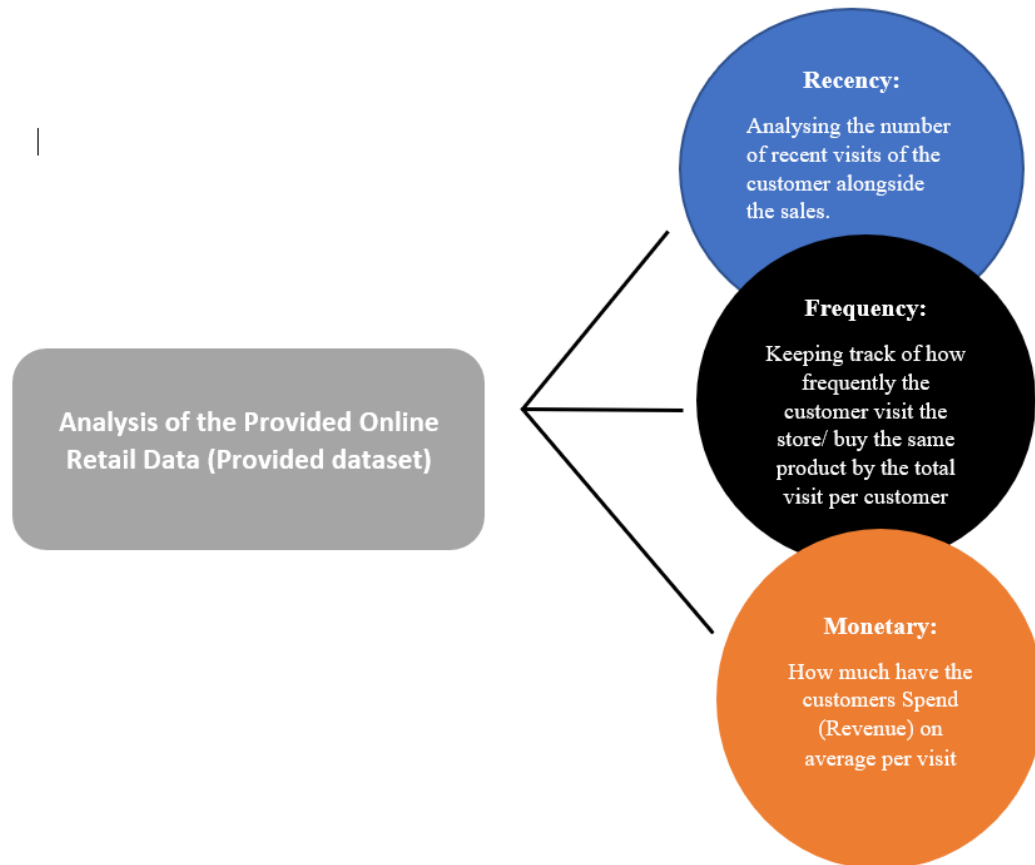 Analysis of the Provided Online
Retail Data (Provided dataset)
Recency:
Analysing the number
of recent visits of the
customer alongside
the sales.
Frequency:
Keeping track of how
frequently the
customer visit the
store/ buy the same
product by the total
visit per customer
Monetary:
How much have the
customers Spend
(Revenue) on
average per visit